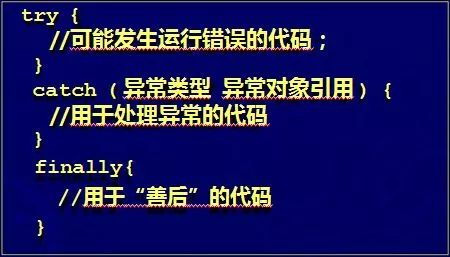 try {
//可能发生运行错误的代码；
}
catch (异常类型 异常对象引用) {
//用于处理异常的代码
}
finally{
//用于“善后”的代码
}